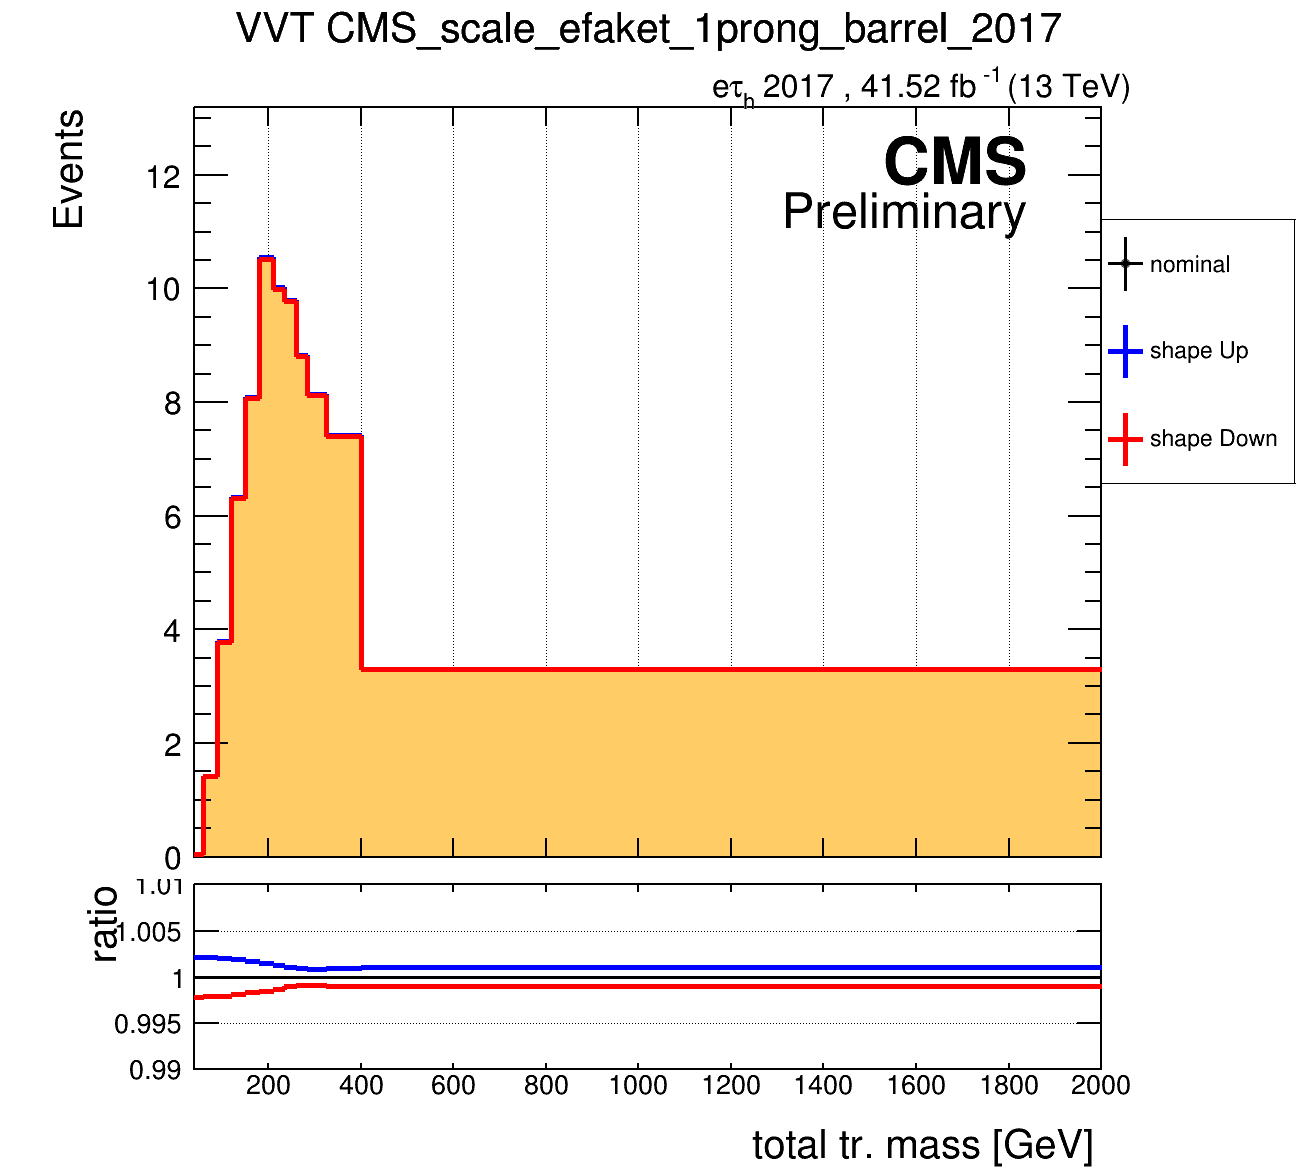 VVT CMS_scale_efaket_1prong_barrel_2017
eτh 2017 , 41.52 fb -1 (13 TeV)
Events
CMS
Preliminary
12
10
8
6
4
2
0
nominal
shape Up
shape Down
ratio
1.01
1.005
1
0.995
0.99
200 400 600 800 1000 1200 1400 1600 1800 2000
total tr. mass [GeV]